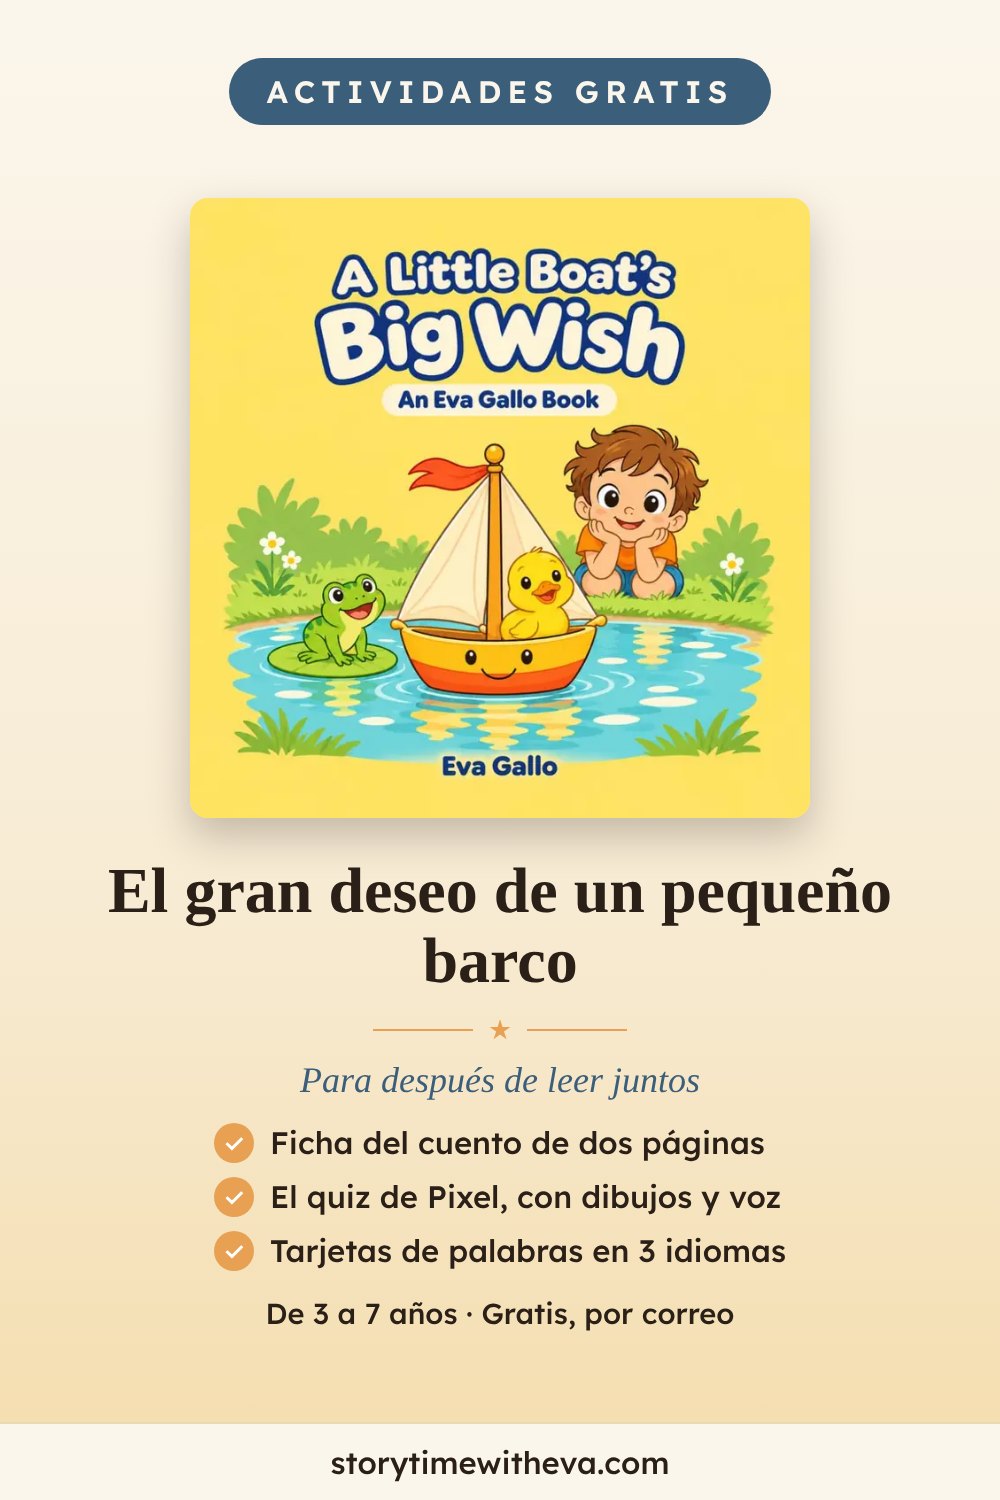 ACTIVIDADES GRATIS
A Little Boat's
Big Wish
An Eva Gallo Book
Eva Gallo
El gran deseo de un pequeño
barco
Para después de leer juntos
Ficha del cuento de dos páginas
El quiz de Pixel, con dibujos y voz
Tarjetas de palabras en 3 idiomas
De 3 a 7 años · Gratis, por correo
storytimewitheva.com